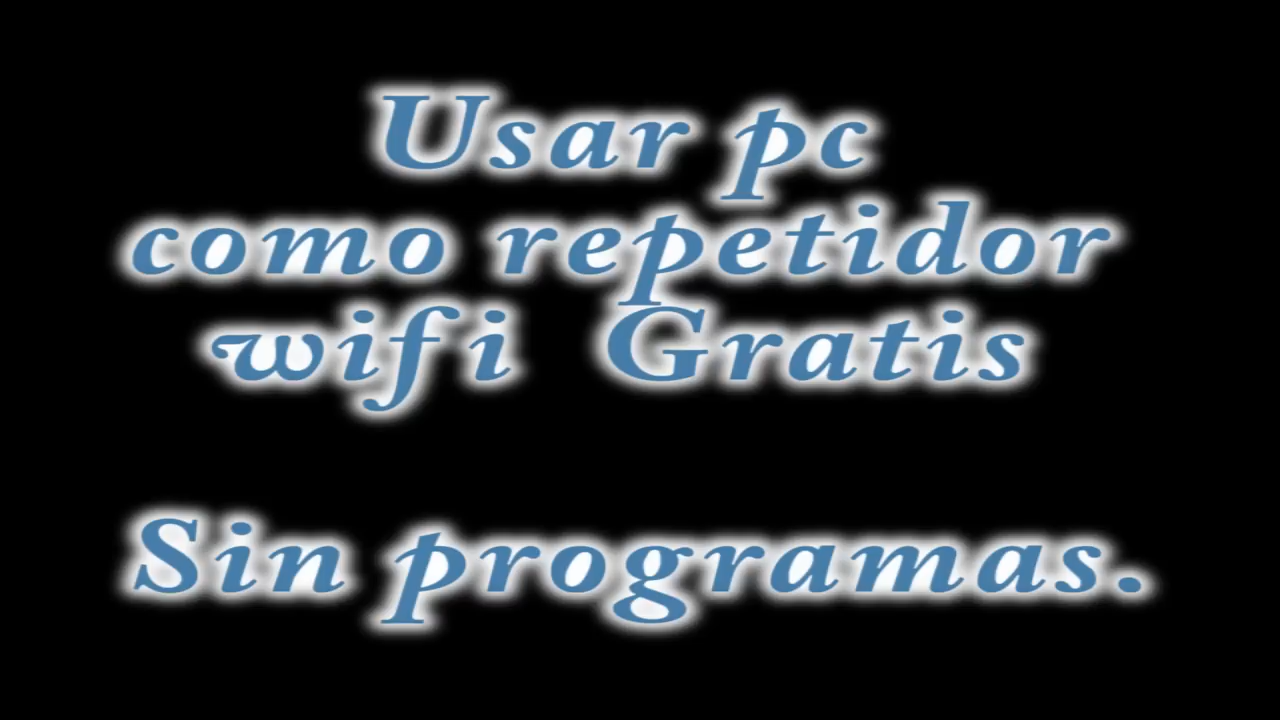 Usar pc
como repetidor
wifi Gratis
Sin programas.